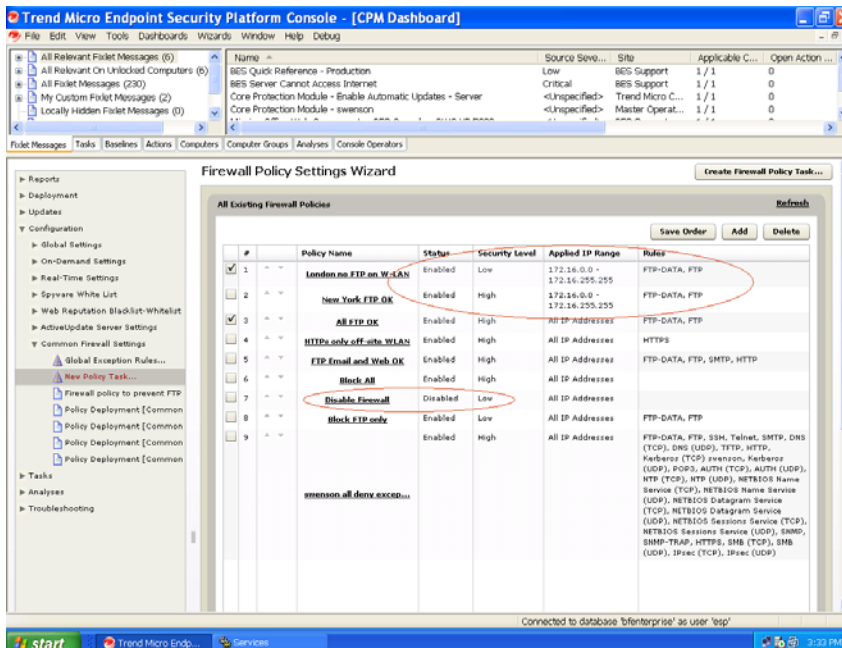 Trend Micro Endpoint Security Platform Console - [CPM Dashboard]
File Edit View Tools Dashboards Wizards Window Help Debug
All Relevant Fixlet Messages (6)
All Relevant On Unlocked Computers (6)
All Fixlet Messages (230)
My Custom Fixlet Messages (2)
Locally Hidden Fixlet Messages (0)
Name Source Seve... Site Applicable C... Open Action ...
BES Quick Reference - Production Low BES Support 1 / 1 0
BES Server Cannot Access Internet Critical BES Support 1 / 1 0
Core Protection Module - Enable Automatic Updates - Server <Unspecified> Trend Micro C... 1 / 1 0
Core Protection Module - swenson <Unspecified> Master Operat... 1 / 1 0
Fixlet Messages Tasks Baselines Actions Computers Computer Groups Analyses Console Operators
Reports
Deployment
Updates
Configuration
Global Settings
On-Demand Settings
Real-Time Settings
Spyware White List
Web Reputation Blacklist-Whitelist
ActiveUpdate Server Settings
Common Firewall Settings
Global Exception Rules...
New Policy Task...
Firewall policy to prevent FTP
Policy Deployment [Common
Policy Deployment [Common
Policy Deployment [Common
Policy Deployment [Common
Tasks
Analyses
Troubleshooting
Firewall Policy Settings Wizard
Create Firewall Policy Task...
All Existing Firewall Policies Refresh
Save Order Add Delete
# Policy Name Status Security Level Applied IP Range Rules
1 London no FTP on W-LAN Enabled Low 172.16.0.0 - 172.16.255.255 FTP-DATA, FTP
2 New York FTP OK Enabled High 172.16.0.0 - 172.16.255.255 FTP-DATA, FTP
3 All FTP OK Enabled High All IP Addresses FTP-DATA, FTP
4 HTTPs only off-site WLAN Enabled High All IP Addresses HTTPS
5 FTP Email and Web OK Enabled High All IP Addresses FTP-DATA, FTP, SMTP, HTTP
6 Block All Enabled High All IP Addresses
7 Disable Firewall Disabled Low All IP Addresses
8 Block FTP only Enabled Low All IP Addresses FTP-DATA, FTP
9 swenson all deny excep... Enabled High All IP Addresses FTP-DATA, FTP, SSH, Telnet, SMTP, DNS
(TCP), DNS (UDP), TFTP, HTTP,
Kerberos (TCP) swenson, Kerberos
(UDP), POP3, AUTH (TCP), AUTH (UDP),
NTP (TCP), NTP (UDP), NETBIOS Name
Service (TCP), NETBIOS Name Service
(UDP), NETBIOS Datagram Service
(TCP), NETBIOS Datagram Service
(UDP), NETBIOS Sessions Service (TCP),
NETBIOS Sessions Service (UDP), SNMP,
SNMP-TRAP, HTTPS, SMB (TCP), SMB
(UDP), IPsec (TCP), IPsec (UDP)
Connected to database 'bfenterprise' as user 'esp'
start Trend Micro Endp... Services 3:33 PM